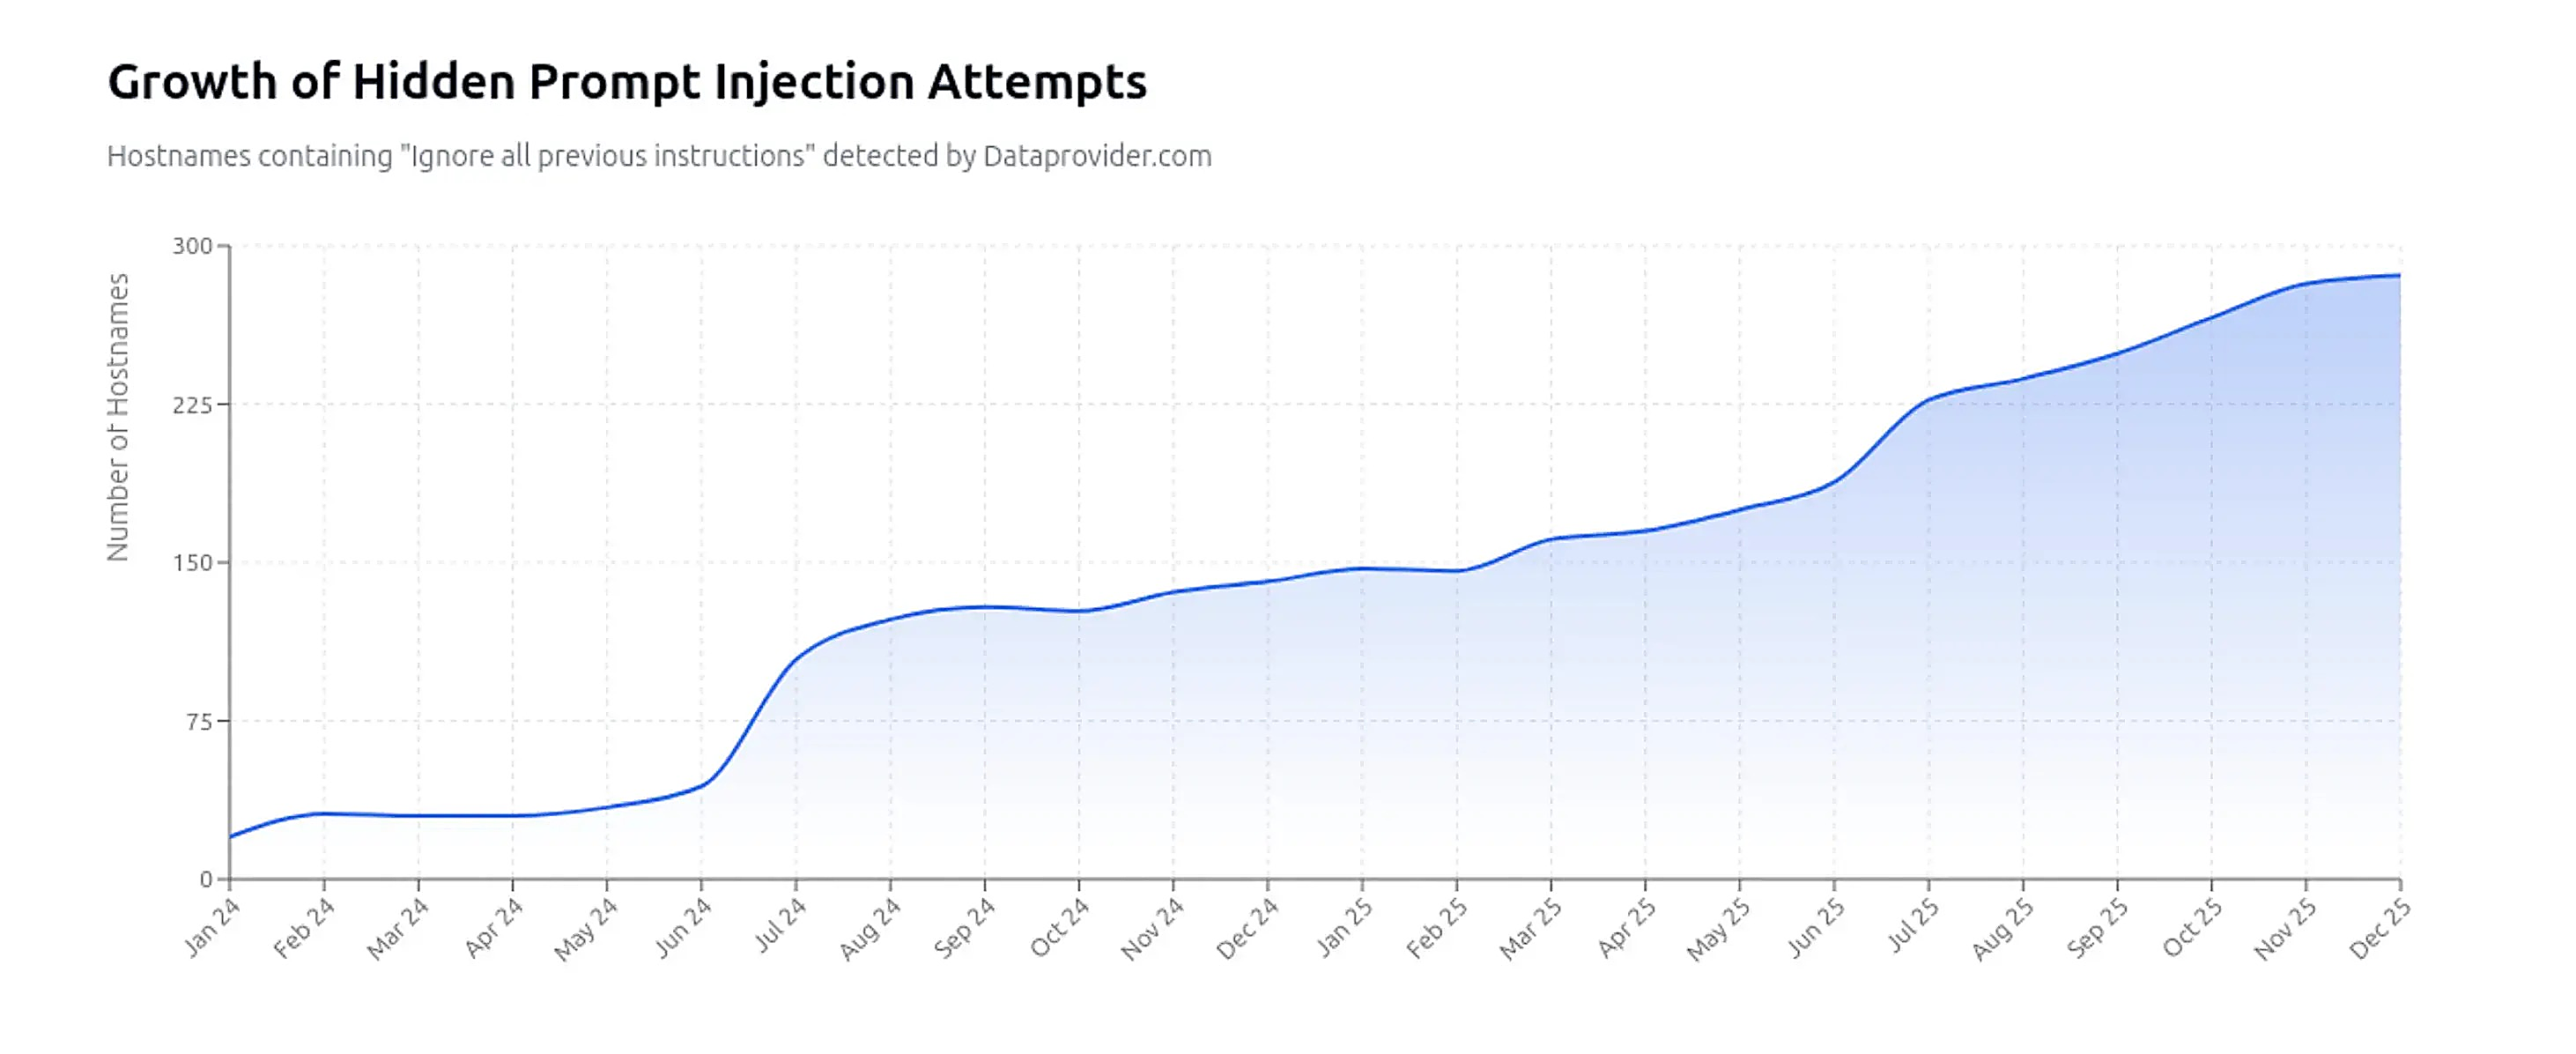 Growth of Hidden Prompt Injection Attempts
Hostnames containing "Ignore all previous instructions" detected by Dataprovider.com
Number of Hostnames
300
225
150
75
0
Jan 24
Feb 24
Mar 24
Apr 24
May 24
Jun 24
Jul 24
Aug 24
Sep 24
Oct 24
Nov 24
Dec 24
Jan 25
Feb 25
Mar 25
Apr 25
May 25
Jun 25
Jul 25
Aug 25
Sep 25
Oct 25
Nov 25
Dec 25